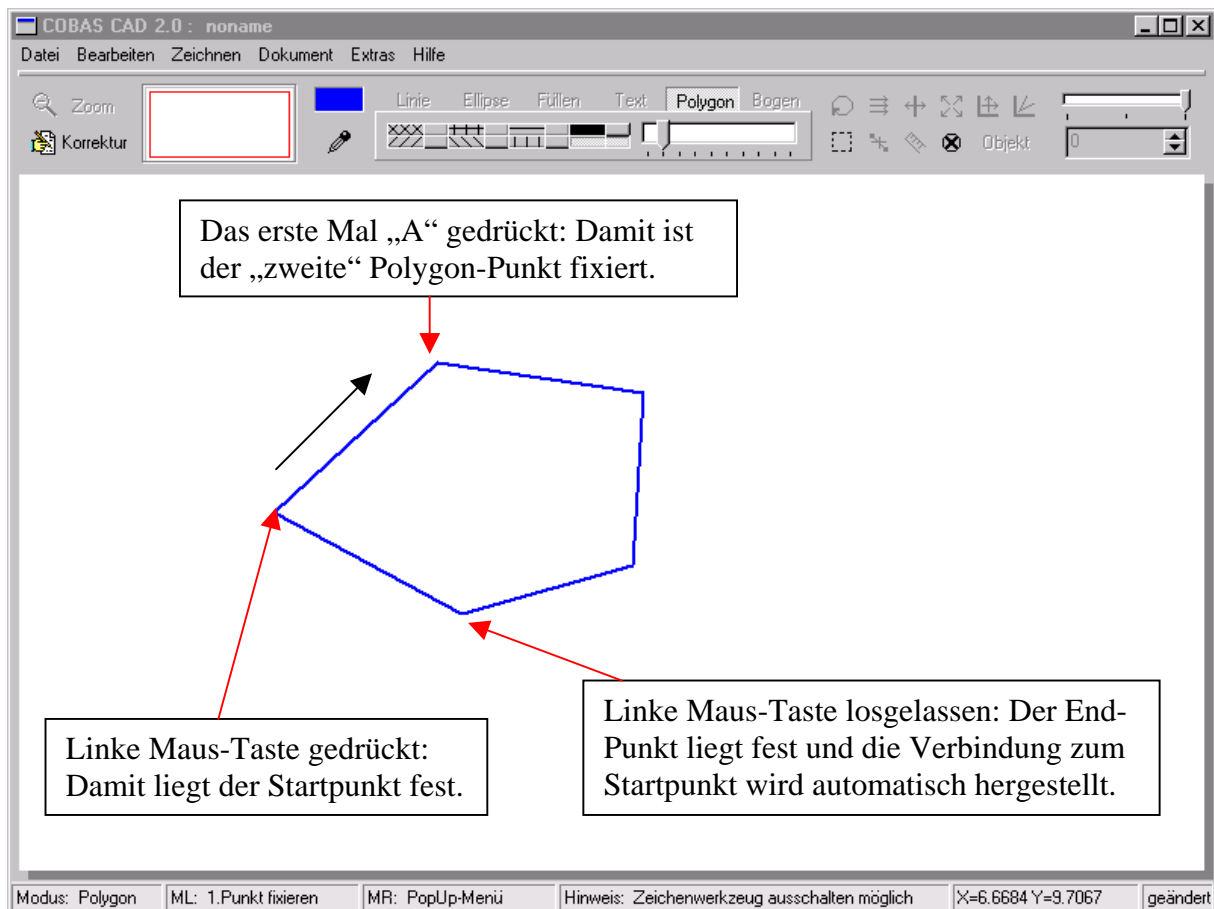 COBAS CAD 2.0 : noname
Datei Bearbeiten Zeichnen Dokument Extras Hilfe
Zoom
Linie Ellipse Füllen Text Polygon Bogen
Korrektur
Objekt
0
Das erste Mal „A“ gedrückt: Damit ist
der „zweite“ Polygon-Punkt fixiert.
Linke Maus-Taste gedrückt:
Damit liegt der Startpunkt fest.
Linke Maus-Taste losgelassen: Der End-
Punkt liegt fest und die Verbindung zum
Startpunkt wird automatisch hergestellt.
Modus: Polygon ML: 1.Punkt fixieren MR: PopUp-Menü Hinweis: Zeichenwerkzeug ausschalten möglich X=6.6684 Y=9.7067 geändert